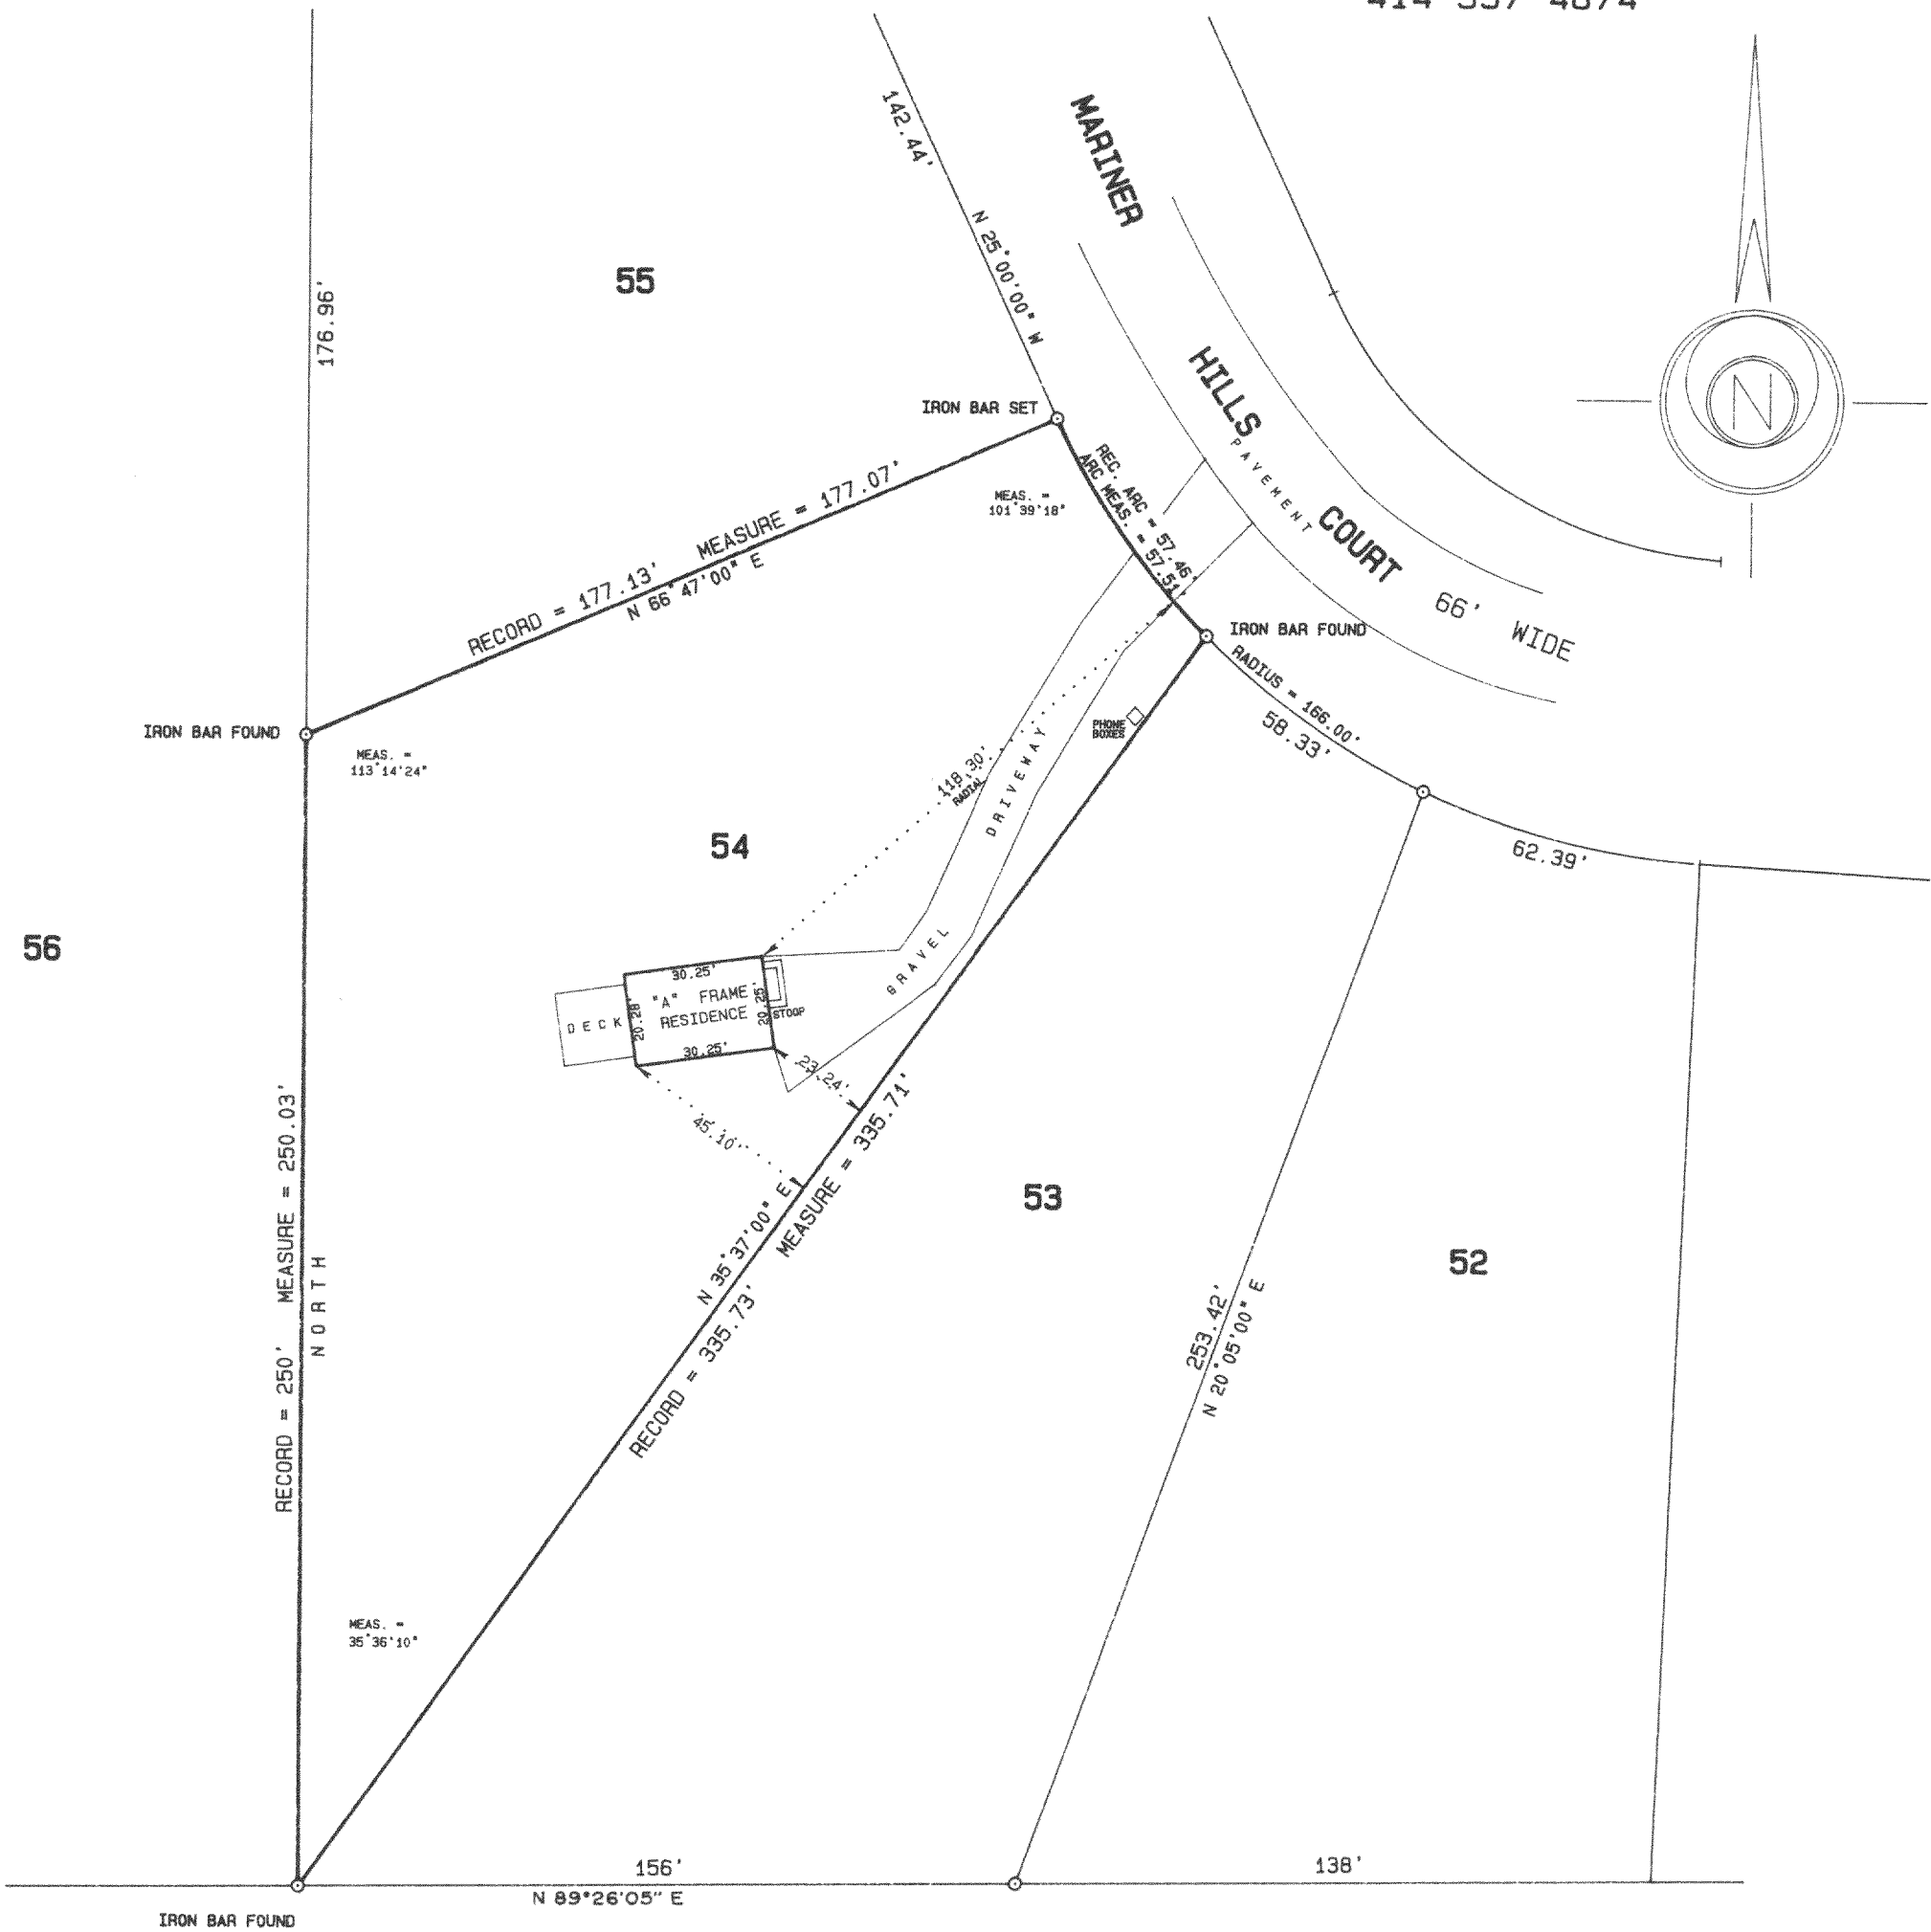 142.44'
MARINER
N 25°00'00" W
55
176.96'
HILLS
PAVEMENT
COURT
66' WIDE
N
IRON BAR SET
REC. ARC = 57.46'
ARC MEAS. = 57.51'
MEAS. =
101°39'18"
RECORD = 177.13' MEASURE = 177.07'
N 66°47'00" E
IRON BAR FOUND
RADIUS = 166.00'
58.33'
IRON BAR FOUND
MEAS. =
113°14'24"
PHONE
BOXES
118.30'
RADIAL
GRAVEL DRIVEWAY
62.39'
54
56
30.25'
"A" FRAME
RESIDENCE
20.28'
20.25'
STOOP
DECK
30.25'
23.24'
45.10'
RECORD = 250' MEASURE = 250.03'
NORTH
N 35°37'00" E
RECORD = 335.73' MEASURE = 335.71'
53
52
253.42'
N 20°05'00" E
MEAS. =
35°36'10"
156'
N 89°26'05" E
138'
IRON BAR FOUND